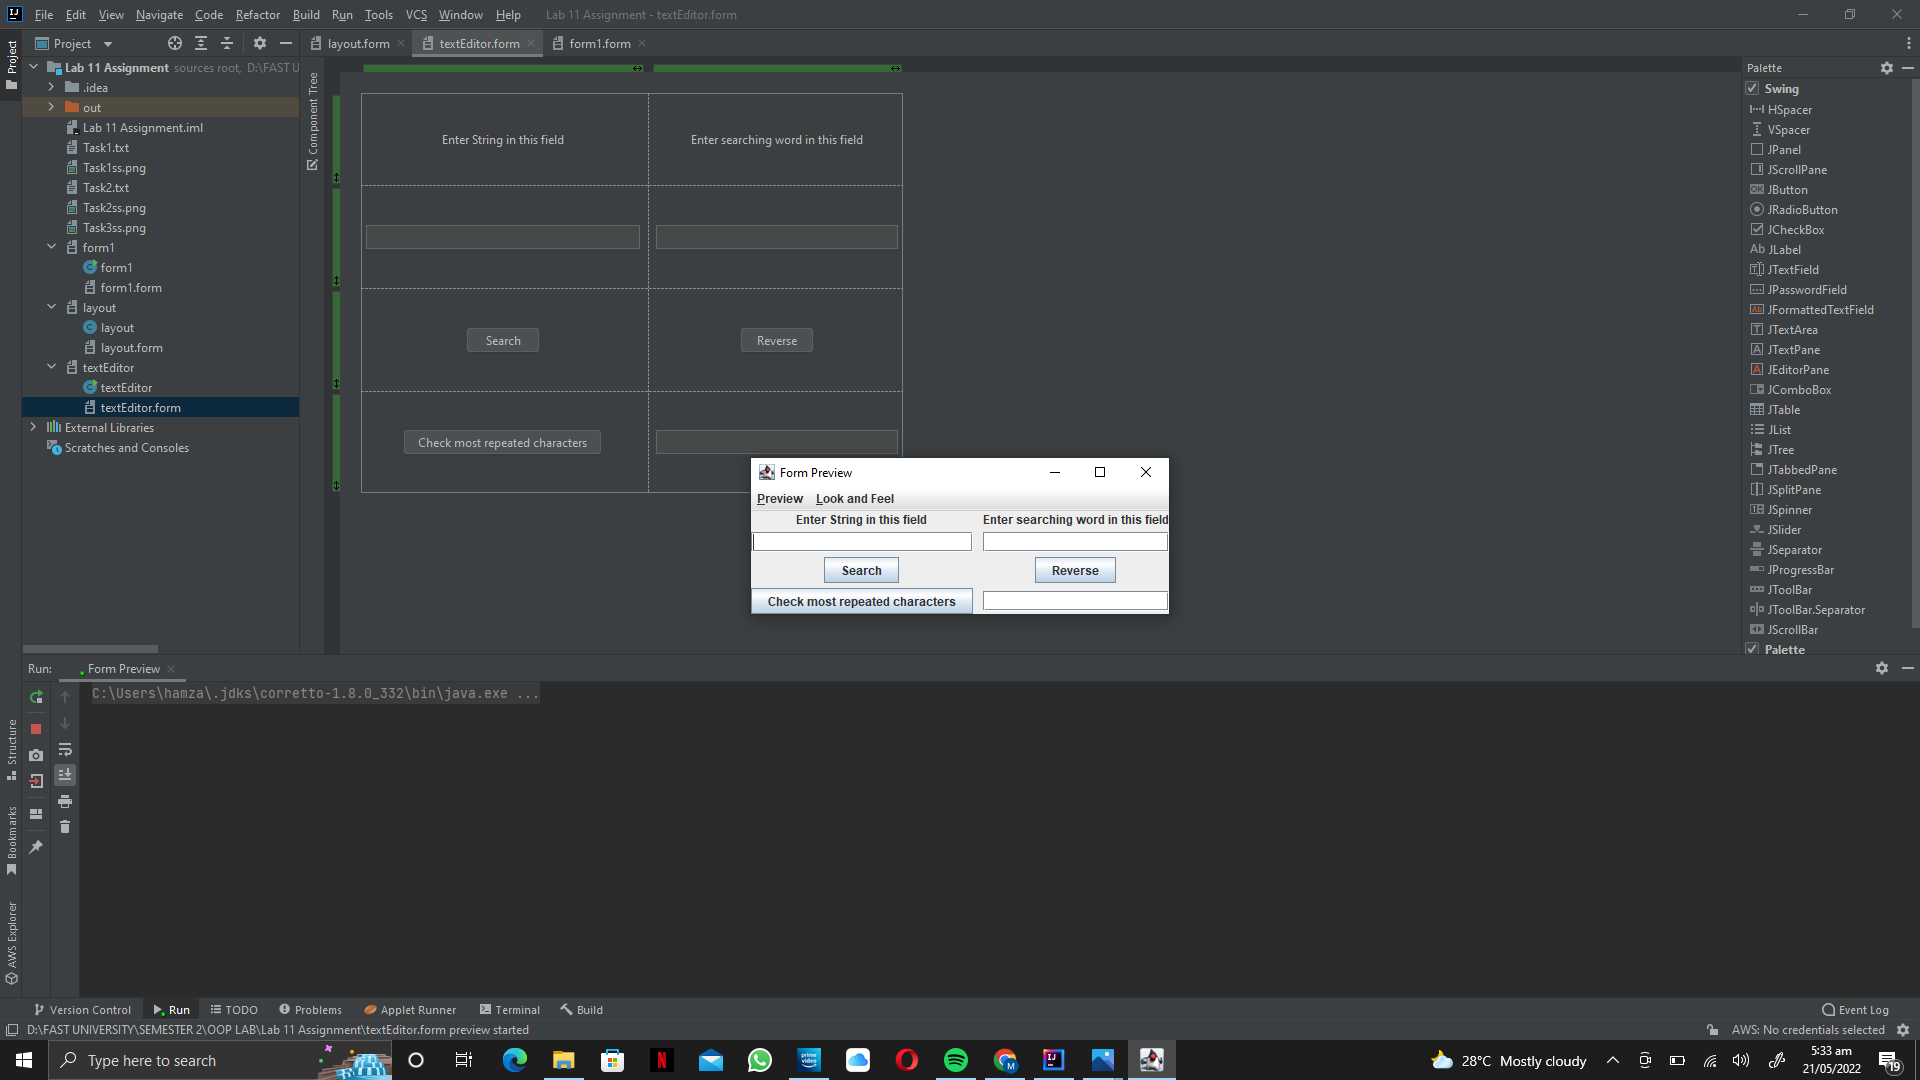 File Edit View Navigate Code Refactor Build Run Tools VCS Window Help Lab 11 Assignment - textEditor.form
Project
Project
layout.form
textEditor.form
form1.form
Lab 11 Assignment sources root, D:\FAST U
.idea
out
Lab 11 Assignment.iml
Task1.txt
Task1ss.png
Task2.txt
Task2ss.png
Task3ss.png
form1
form1
form1.form
layout
layout
layout.form
textEditor
textEditor
textEditor.form
External Libraries
Scratches and Consoles
Component Tree
Enter String in this field
Enter searching word in this field
Search
Reverse
Check most repeated characters
Form Preview
Preview Look and Feel
Enter String in this field
Enter searching word in this field
Search
Reverse
Check most repeated characters
Palette
Swing
HSpacer
VSpacer
JPanel
JScrollPane
JButton
JRadioButton
JCheckBox
JLabel
JTextField
JPasswordField
JFormattedTextField
JTextArea
JTextPane
JEditorPane
JComboBox
JTable
JList
JTree
JTabbedPane
JSplitPane
JSpinner
JSlider
JSeparator
JProgressBar
JToolBar
JToolBar.Separator
JScrollBar
Palette
Run: Form Preview
C:\Users\hamza\.jdks\corretto-1.8.0_332\bin\java.exe ...
Structure
Bookmarks
AWS Explorer
Version Control Run TODO Problems Applet Runner Terminal Build Event Log
D:\FAST UNIVERSITY\SEMESTER 2\OOP LAB\Lab 11 Assignment\textEditor.form preview started
AWS: No credentials selected
Type here to search
prime video
28°C Mostly cloudy
5:33 am
21/05/2022
19